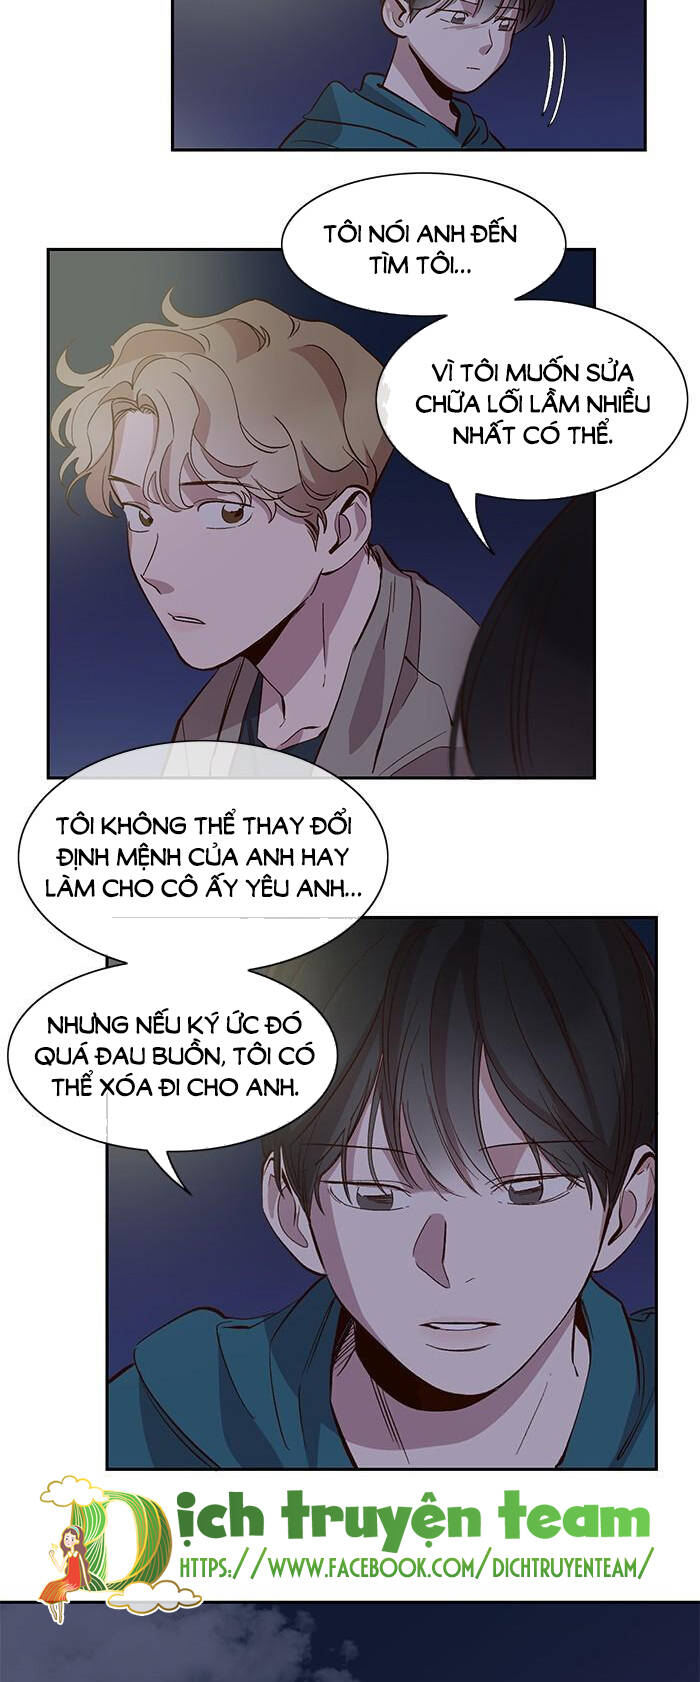 TÔI NÓI ANH ĐẾN
TÌM TÔI...
VÌ TÔI MUỐN SỬA
CHỮA LỖI LẦM NHIỀU
NHẤT CÓ THỂ.
TÔI KHÔNG THỂ THAY ĐỔI
ĐỊNH MỆNH CỦA ANH HAY
LÀM CHO CÔ ẤY YÊU ANH...
NHƯNG NẾU KÝ ỨC ĐÓ
QUÁ ĐAU BUỒN, TÔI CÓ
THỂ XÓA ĐI CHO ANH.
Dịch truyện team
HTTPS://WWW.FACEBOOK.COM/DICHTRUYENTEAM/